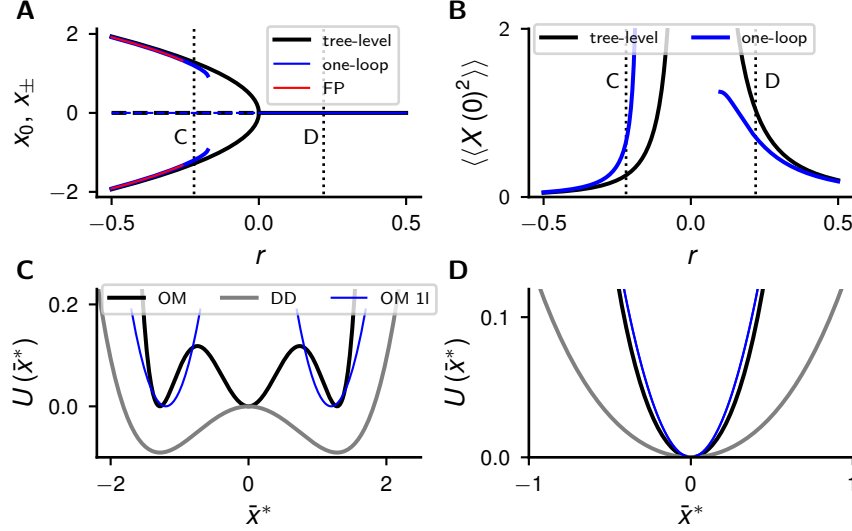 A
x₀, x±
2
0
−2
tree-level
one-loop
FP
C
D
−0.5
0.0
0.5
r
B
⟨⟨X (0)²⟩⟩
2
0
tree-level
one-loop
C
D
−0.5
0.0
0.5
r
C
U (x̄*)
0.2
0.0
OM
DD
OM 1l
−2
0
2
x̄*
D
U (x̄*)
0.1
0.0
−1
0
1
x̄*